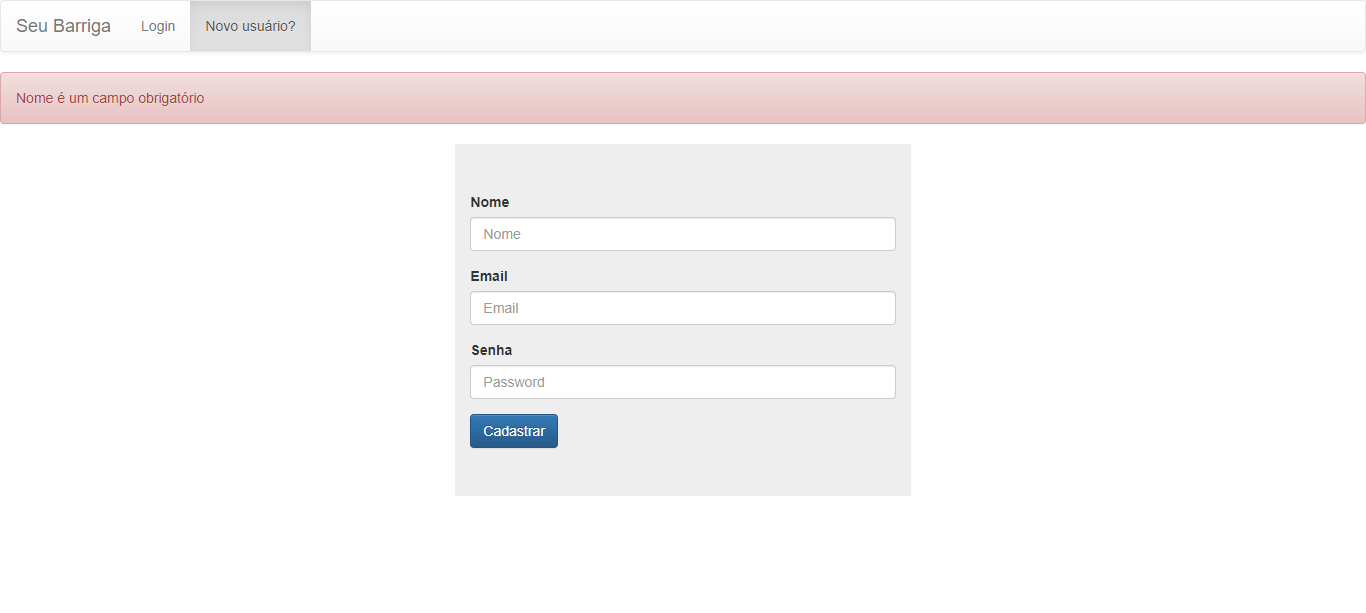 Seu Barriga Login Novo usuário?
Nome é um campo obrigatório
Nome
Nome
Email
Email
Senha
Password
Cadastrar